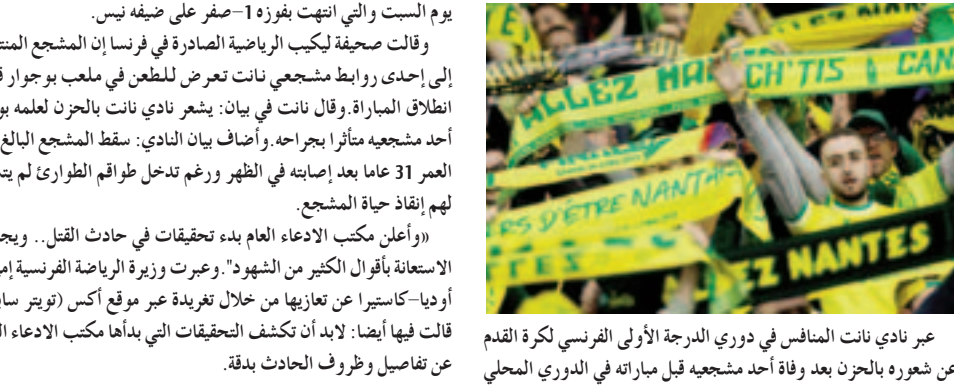 ALLEZ
CH'TIS CAN
RS D'ÊTRE NANTA
TES
EZ NANTES
عبر نادي نانت المنافس في دوري الدرجة الأولى الفرنسي لكرة القدم
عن شعوره بالحزن بعد وفاة أحد مشجعيه قبل مباراته في الدوري المحلي
يوم السبت والتي انتهت بفوزه 1-صفر على ضيفه نيس.
وقالت صحيفة ليكيب الرياضية الصادرة في فرنسا إن المشجع
إلى إحدى روابط مشجعي نانت تعرض للطعن في ملعب بوجوار
انطلاق المباراة.وقال نانت في بيان: يشعر نادي نانت بالحزن لعلمه
أحد مشجعيه متأثرا بجراحه.وأضاف بيان النادي: سقط المشجع البالغ
العمر 31 عاما بعد إصابته في الظهر ورغم تدخل طواقم الطوارئ لم
لهم إنقاذ حياة المشجع.
«وأعلن مكتب الادعاء العام بدء تحقيقات في حادث القتل..
الاستعانة بأقوال الكثير من الشهود".وعبرت وزيرة الرياضة الفرنسية
أوديا-كاستيرا عن تعازيها من خلال تغريدة عبر موقع أكس (تويتر
قالت فيها أيضا: لابد أن تكشف التحقيقات التي بدأها مكتب الادعاء
عن تفاصيل وظروف الحادث بدقة.